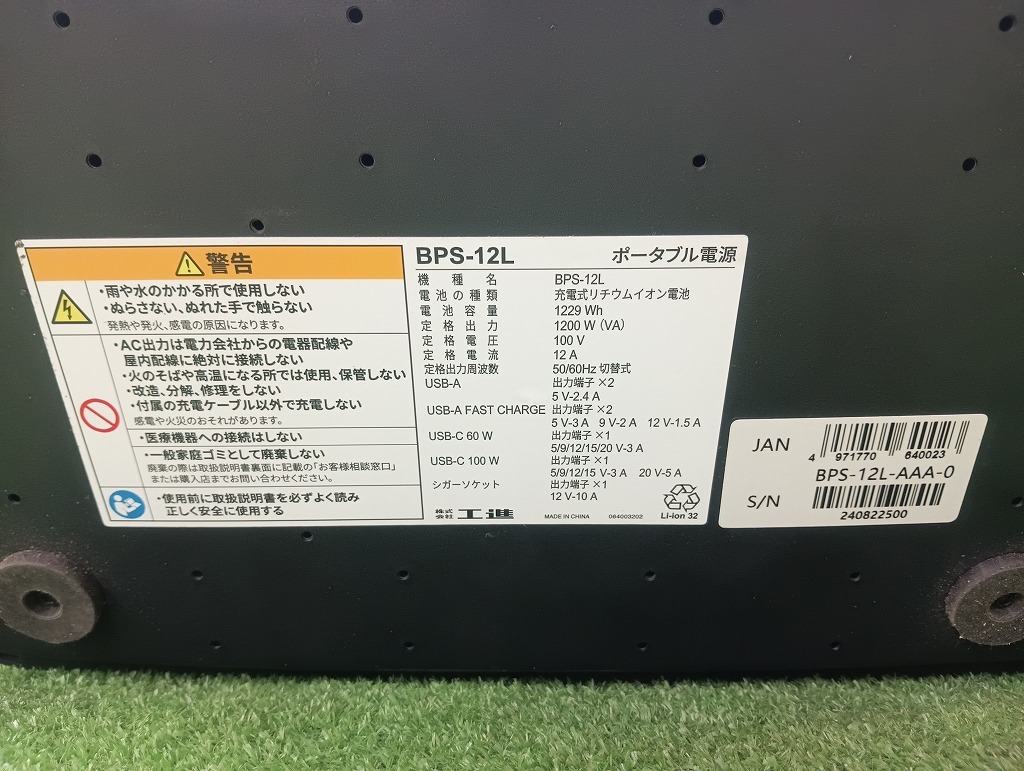 警告
・雨や水のかかる所で使用しない
・ぬらさない、ぬれた手で触らない
発熱や発火、感電の原因になります。
・AC出力は電力会社からの電器配線や
屋内配線に絶対に接続しない
・火のそばや高温になる所では使用、保管しない
・改造、分解、修理をしない
・付属の充電ケーブル以外で充電しない
感電や火災のおそれがあります。
・医療機器への接続はしない
・一般家庭ゴミとして廃棄しない
廃棄の際は取扱説明書裏面に記載の「お客様相談窓口」
または購入店までお問い合わせください。
・使用前に取扱説明書を必ずよく読み
正しく安全に使用する
BPS-12L ポータブル電源
機種名 BPS-12L
電池の種類 充電式リチウムイオン電池
電池容量 1229 Wh
定格出力 1200 W (VA)
定格電圧 100 V
定格電流 12 A
定格出力周波数 50/60Hz 切替式
USB-A 出力端子×2
5 V-2.4 A
USB-A FAST CHARGE 出力端子×2
5 V-3 A 9 V-2 A 12 V-1.5 A
USB-C 60 W 出力端子×1
5/9/12/15/20 V-3 A
USB-C 100 W 出力端子×1
5/9/12/15 V-3 A 20 V-5 A
シガーソケット 出力端子×1
12 V-10 A
株式会社 工進 MADE IN CHINA 064003202 Li-ion 32
JAN 4 971770 640023
BPS-12L-AAA-0
S/N 240822500